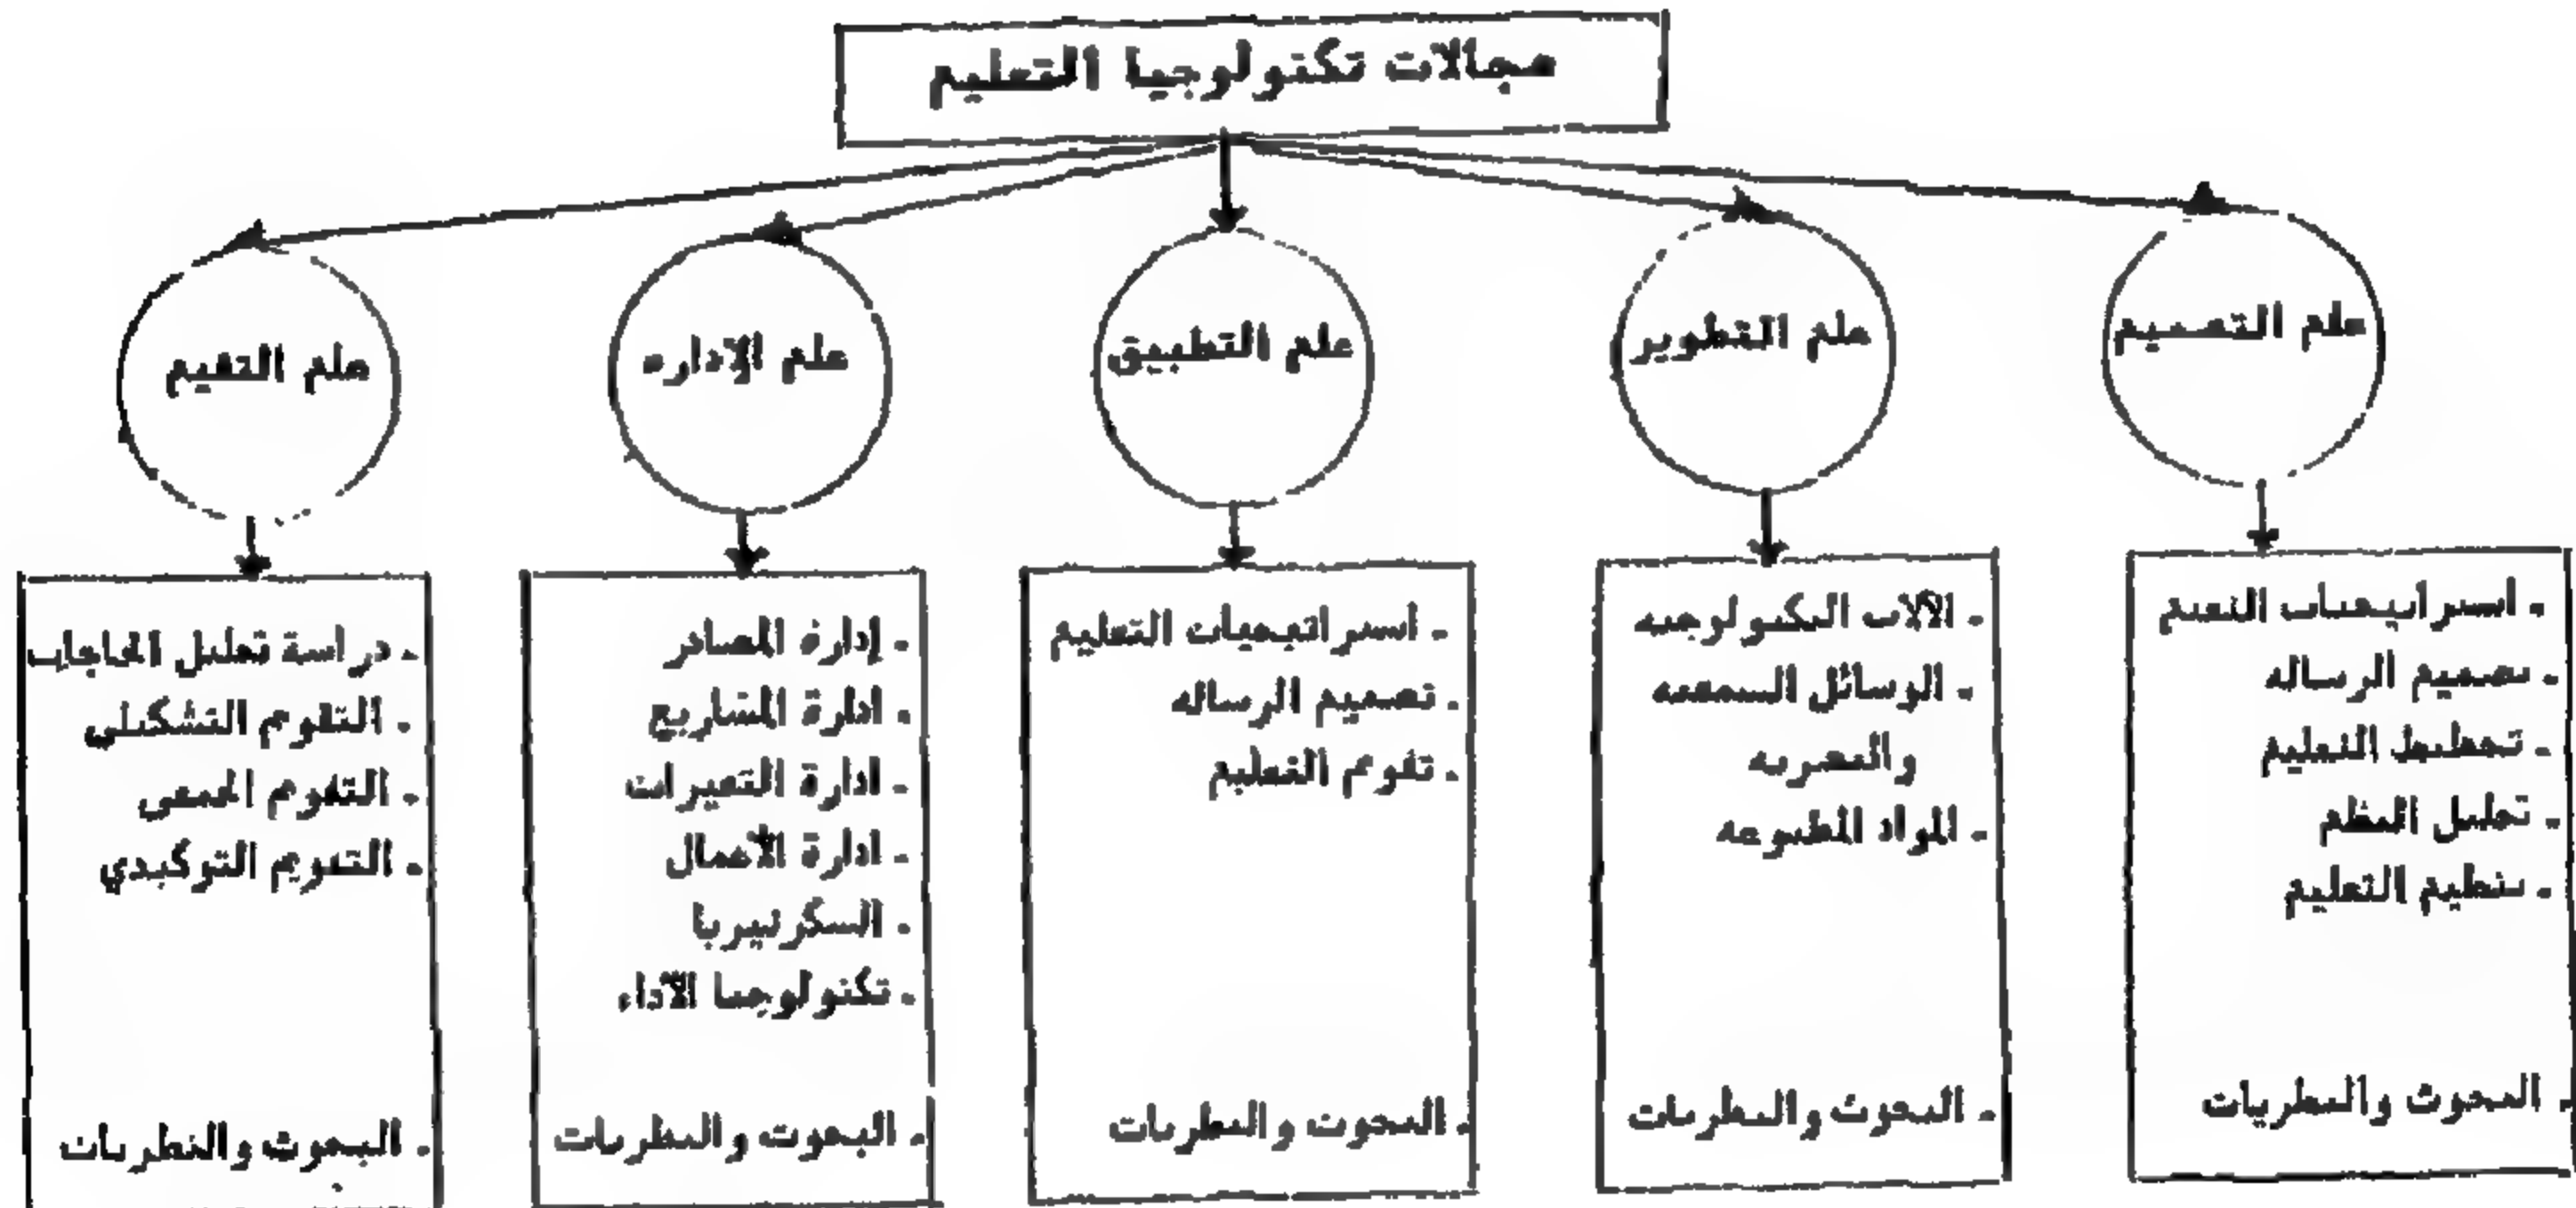 مجالات تكنولوجيا التعليم
علم التصميم
علم التطوير
علم التطبيق
علم الإداره
علم التقيم
- استراتيجيات التعليم
- تصميم الرساله
- تخطيط التعليم
- تحليل النظم
- تنظيم التعليم
- البحوث والنظريات
- الآلات التكنولوجيه
- الوسائل السمعيه
والبصريه
- المواد المطبوعه
- البحوث والنظريات
- استراتيجيات التعليم
- تصميم الرساله
- تقويم التعليم
- البحوث والنظريات
- إدارة المصادر
- ادارة المشاريع
- ادارة التغيرات
- ادارة الأعمال
- السكرتيريا
- تكنولوجيا الأداء
- البحوث والنظريات
- دراسة تحليل الحاجات
- التقويم التشكيلي
- التقويم الجمعي
- التقويم التوكيدي
- البحوث والنظريات